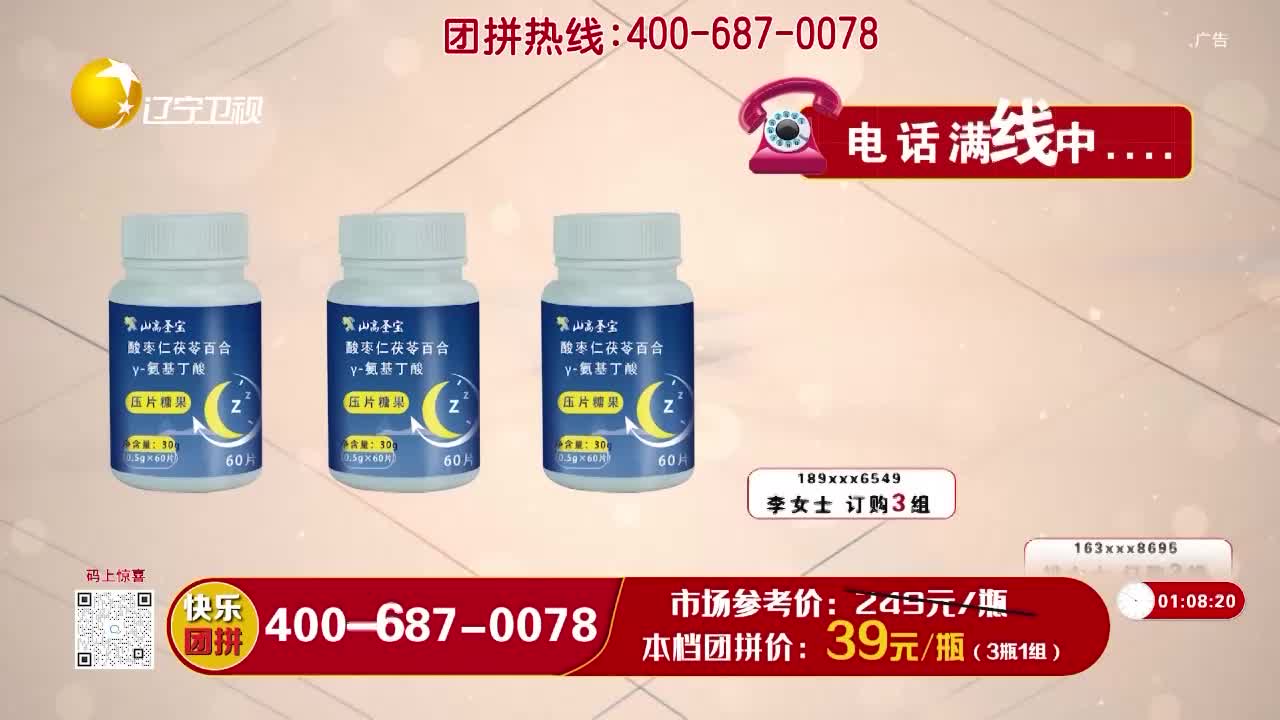 团拼热线:400-687-0078
广告
辽宁卫视
电话满线中....
山高圣宝
酸枣仁茯苓百合
γ-氨基丁酸
压片糖果
净含量：30g
0.5g×60片
60片
z
z
山高圣宝
酸枣仁茯苓百合
γ-氨基丁酸
压片糖果
净含量：30g
0.5g×60片
60片
z
z
山高圣宝
酸枣仁茯苓百合
γ-氨基丁酸
压片糖果
净含量：30g
0.5g×60片
60片
z
z
189xxx6549
李女士 订购3组
163xxx8695
码上惊喜
快乐
团拼
400-687-0078
市场参考价：249元/瓶
本档团拼价：39元/瓶（3瓶1组）
01:08:20